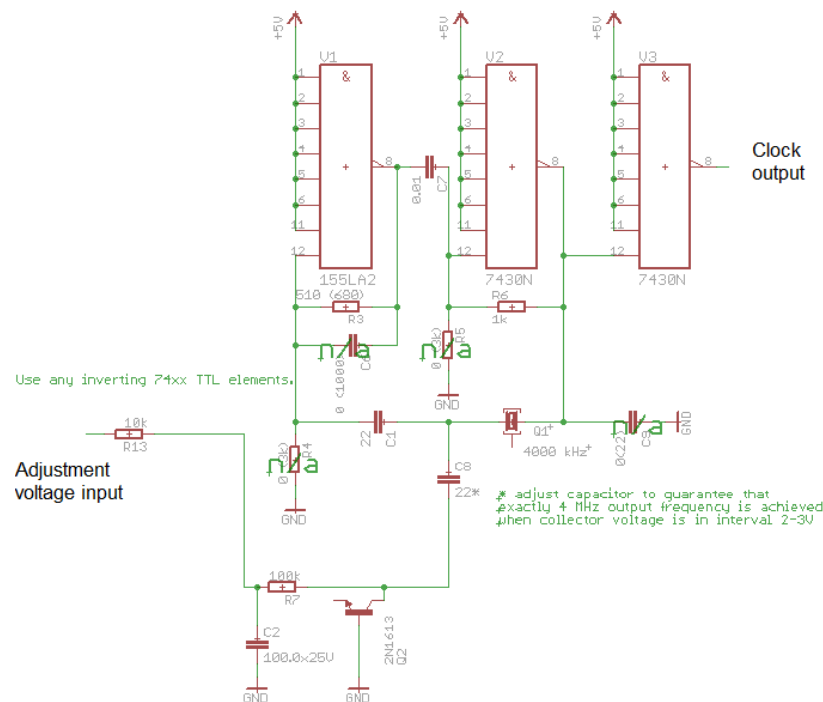 +5V
+5V
+5V
V1
V2
V3
&
&
&
1
2
3
4
5
6
11
12
8
1
2
3
4
5
6
11
12
8
1
2
3
4
5
6
11
12
8
0.01
C7
Clock
output
155LA2
7430N
7430N
510 (680)
R3
R6
1k
R5
n/a
n/a
GND
Use any inverting 74xx TTL elements.
10k
R13
Adjustment
voltage input
22
C1
Q1
4000 kHz
n/a
0(22)
C9
GND
R4
n/a
GND
C8
22*
* adjust capacitor to guarantee that
exactly 4 MHz output frequency is achieved
when collector voltage is in interval 2-3V
100k
R7
C2
100.0x25V
2N1613
Q2
GND
GND